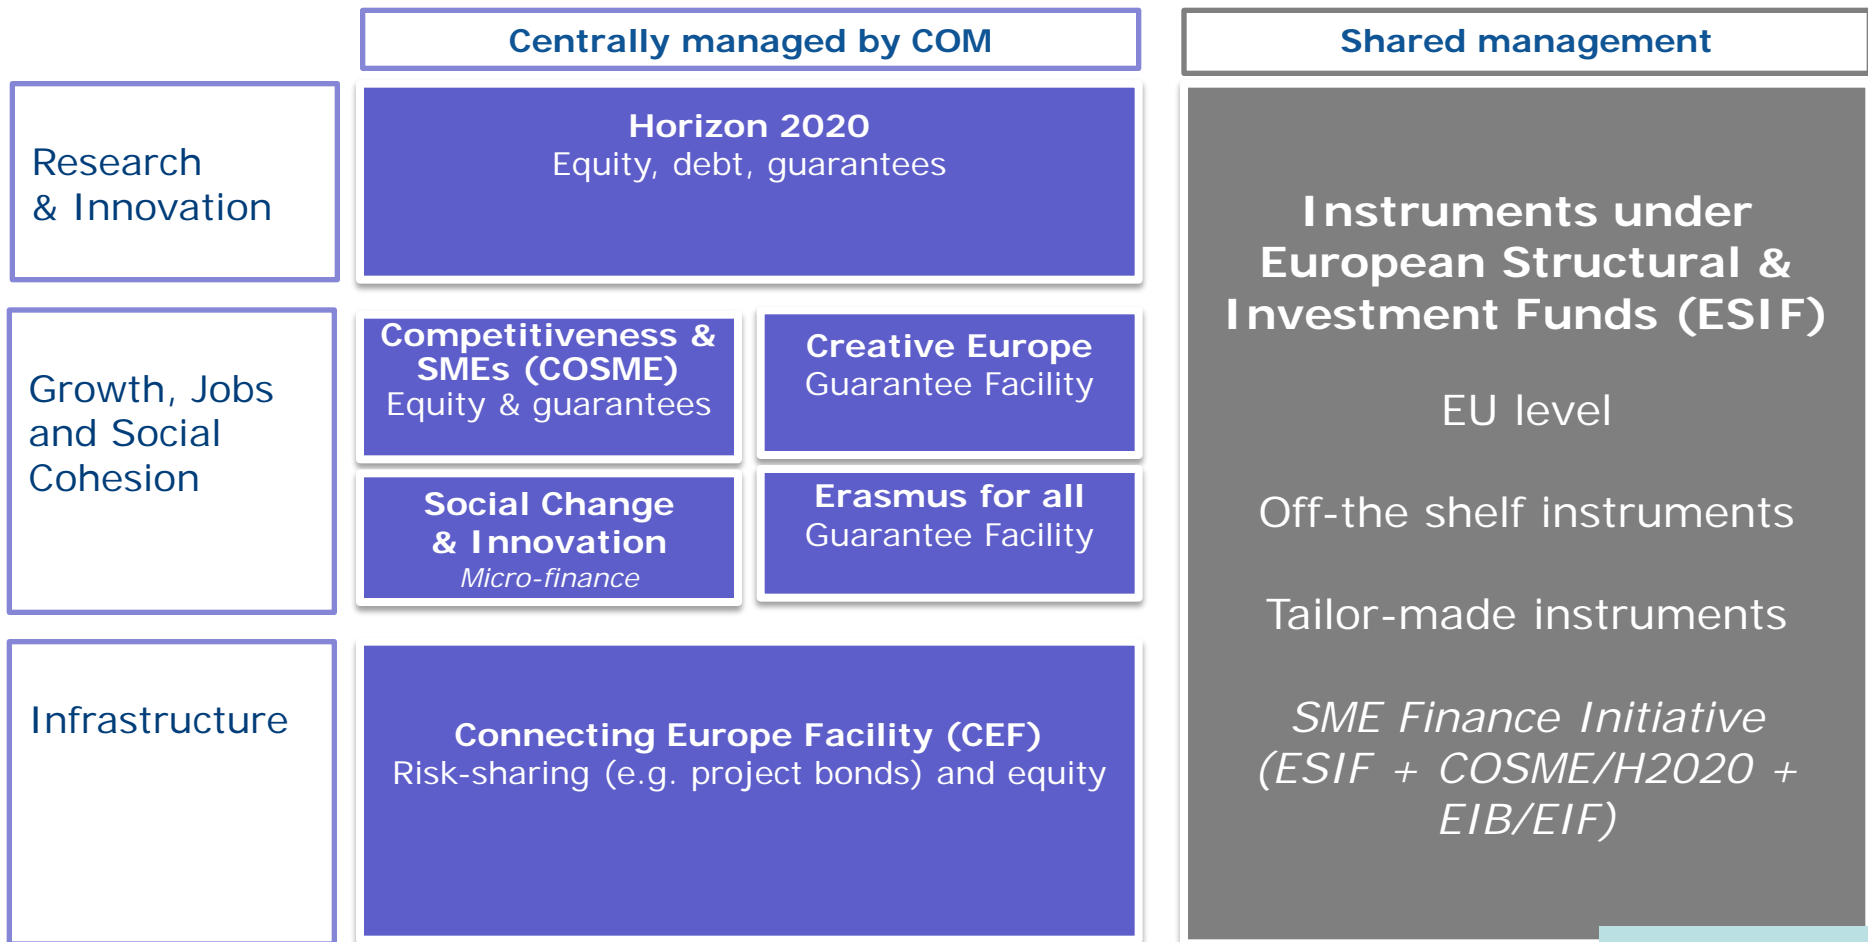 Centrally managed by COM
Shared management
Research
& Innovation
Horizon 2020
Equity, debt, guarantees
Growth, Jobs
and Social
Cohesion
Competitiveness &
SMEs (COSME)
Equity & guarantees
Creative Europe
Guarantee Facility
Social Change
& Innovation
Micro-finance
Erasmus for all
Guarantee Facility
Infrastructure
Connecting Europe Facility (CEF)
Risk-sharing (e.g. project bonds) and equity
Instruments under
European Structural &
Investment Funds (ESIF)
EU level
Off-the shelf instruments
Tailor-made instruments
SME Finance Initiative
(ESIF + COSME/H2020 +
EIB/EIF)